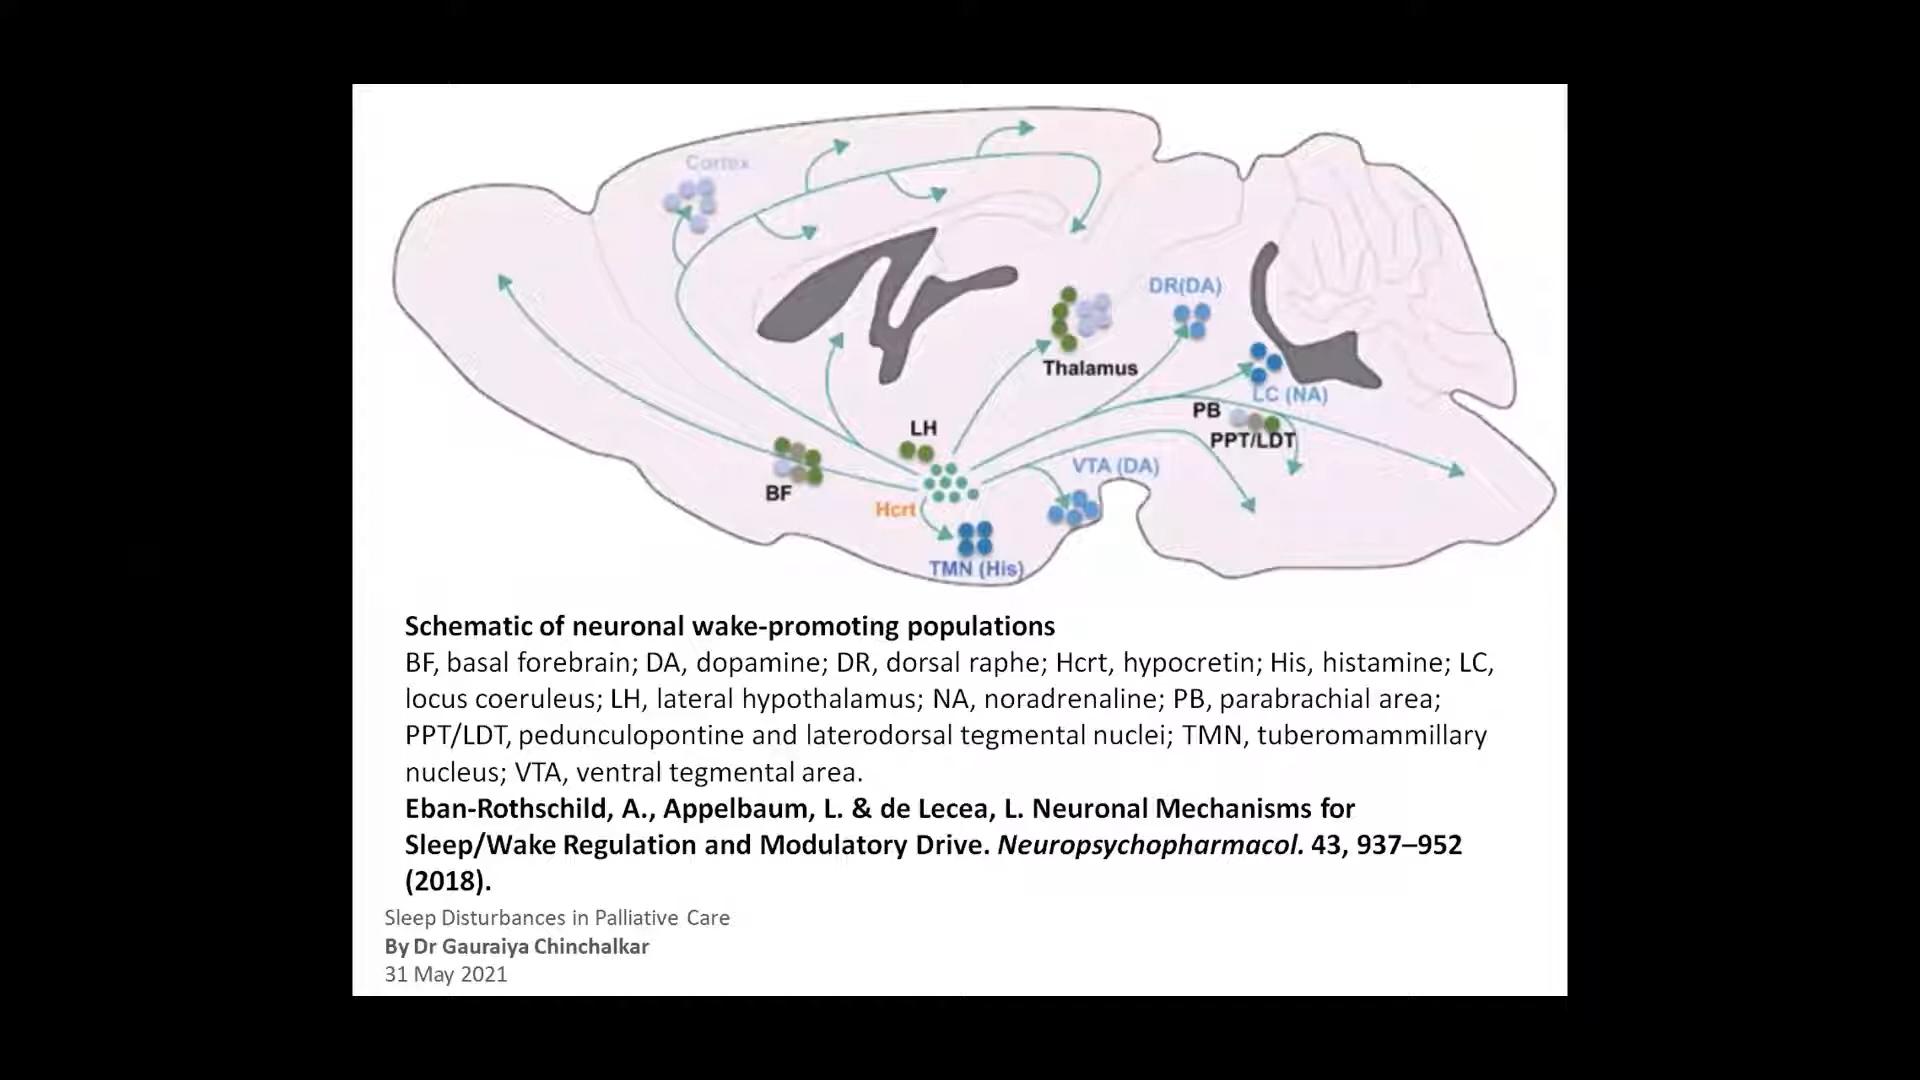 Cortex
DR(DA)
Thalamus
LC (NA)
PB
PPT/LDT
LH
VTA (DA)
BF
Hcrt
TMN (His)
Schematic of neuronal wake-promoting populations
BF, basal forebrain; DA, dopamine; DR, dorsal raphe; Hcrt, hypocretin; His, histamine; LC,
locus coeruleus; LH, lateral hypothalamus; NA, noradrenaline; PB, parabrachial area;
PPT/LDT, pedunculopontine and laterodorsal tegmental nuclei; TMN, tuberomammillary
nucleus; VTA, ventral tegmental area.
Eban-Rothschild, A., Appelbaum, L. & de Lecea, L. Neuronal Mechanisms for
Sleep/Wake Regulation and Modulatory Drive. Neuropsychopharmacol. 43, 937–952
(2018).
Sleep Disturbances in Palliative Care
By Dr Gauraiya Chinchalkar
31 May 2021